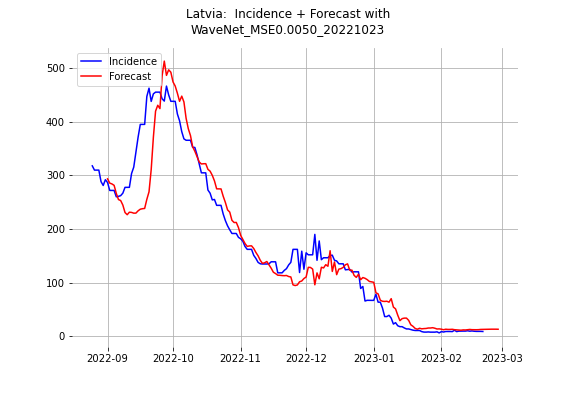 Latvia:  Incidence + Forecast with
WaveNet_MSE0.0050_20221023
Incidence
Forecast
500
400
300
200
100
0
2022-09 2022-10 2022-11 2022-12 2023-01 2023-02 2023-03